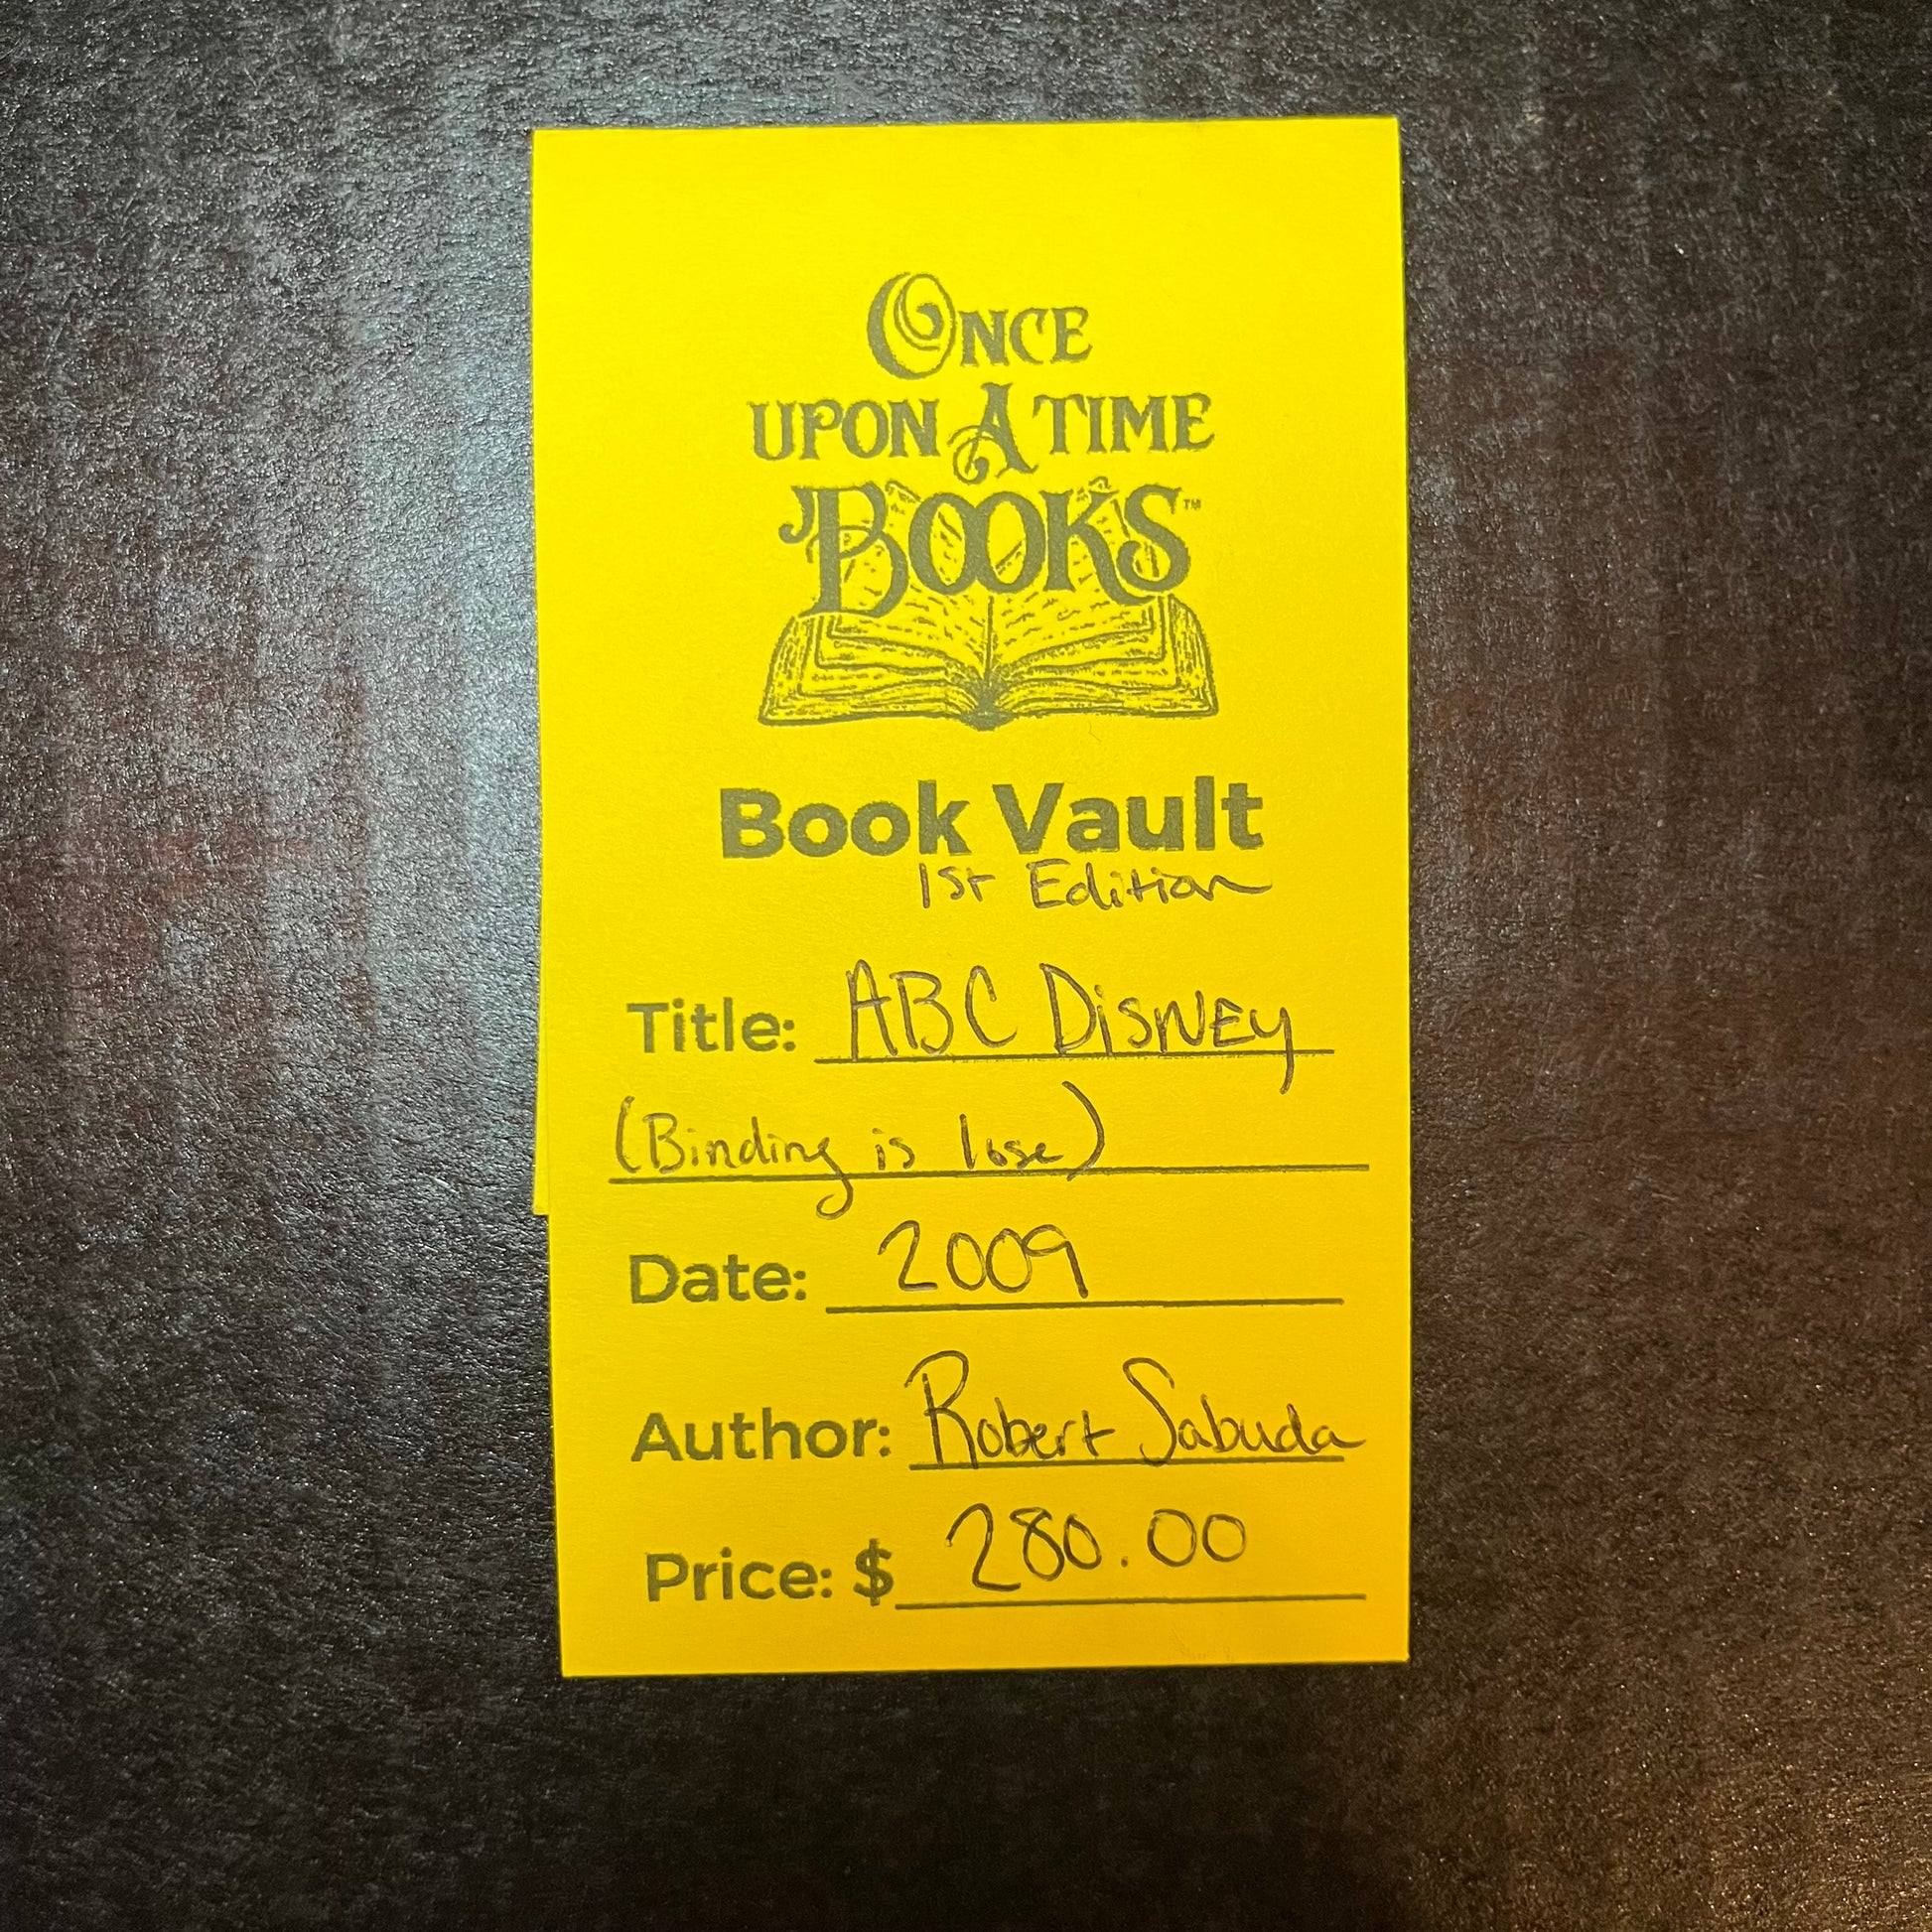 ONCE
UPON A TIME
BOOKS™
Book Vault
1st Edition
Title: ABC DiSNEy
(Binding is lose)
Date: 2009
Author: Robert Sabuda
Price: $ 280.00